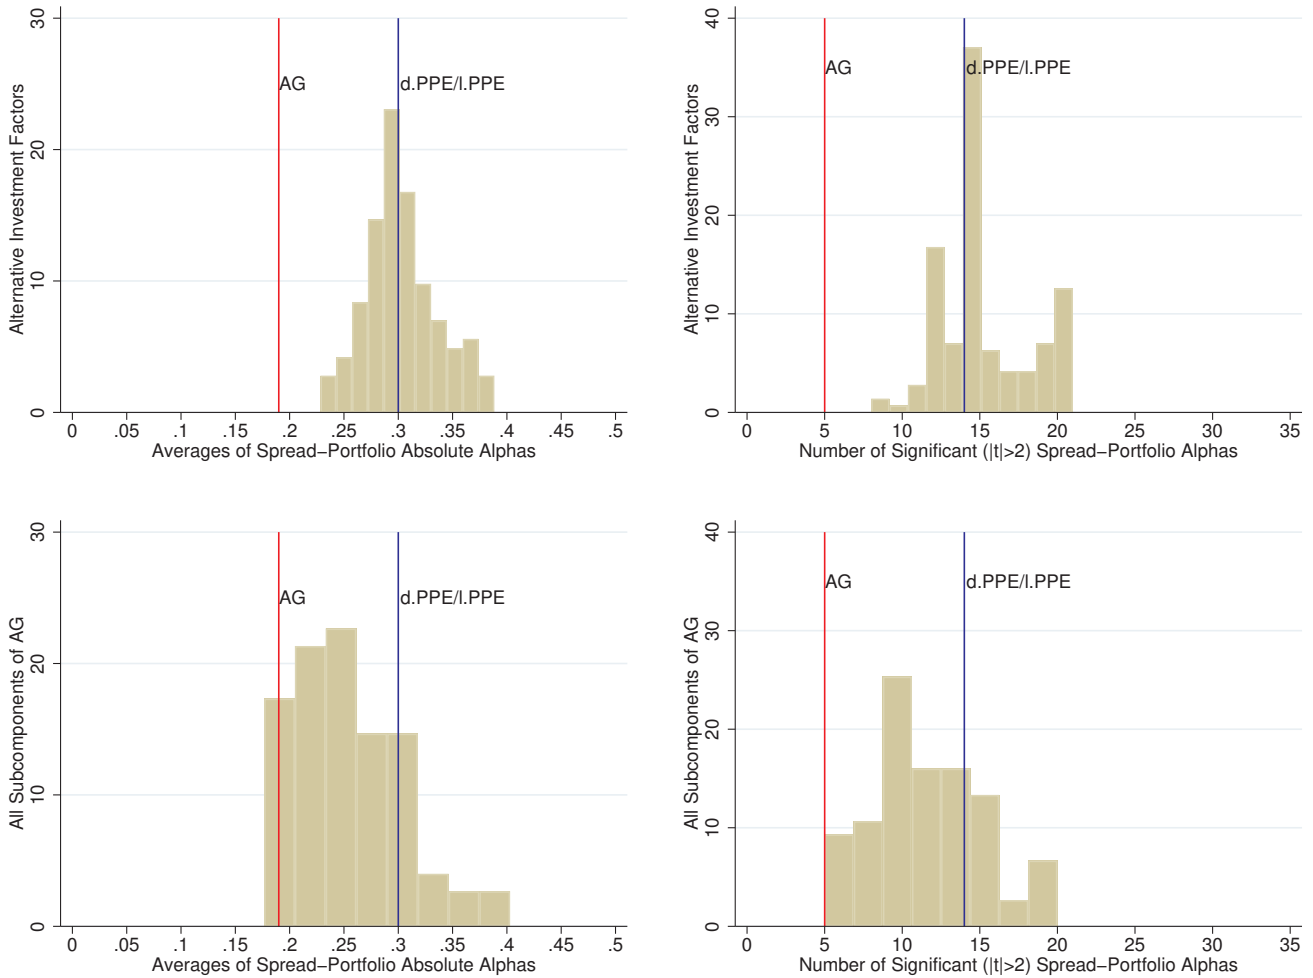 30
20
10
0
Alternative Investment Factors
AG
d.PPE/l.PPE
0 .05 .1 .15 .2 .25 .3 .35 .4 .45 .5
Averages of Spread−Portfolio Absolute Alphas
40
30
20
10
0
Alternative Investment Factors
AG
d.PPE/l.PPE
0 5 10 15 20 25 30 35
Number of Significant (|t|>2) Spread−Portfolio Alphas
30
20
10
0
All Subcomponents of AG
AG
d.PPE/l.PPE
0 .05 .1 .15 .2 .25 .3 .35 .4 .45 .5
Averages of Spread−Portfolio Absolute Alphas
40
30
20
10
0
All Subcomponents of AG
AG
d.PPE/l.PPE
0 5 10 15 20 25 30 35
Number of Significant (|t|>2) Spread−Portfolio Alphas